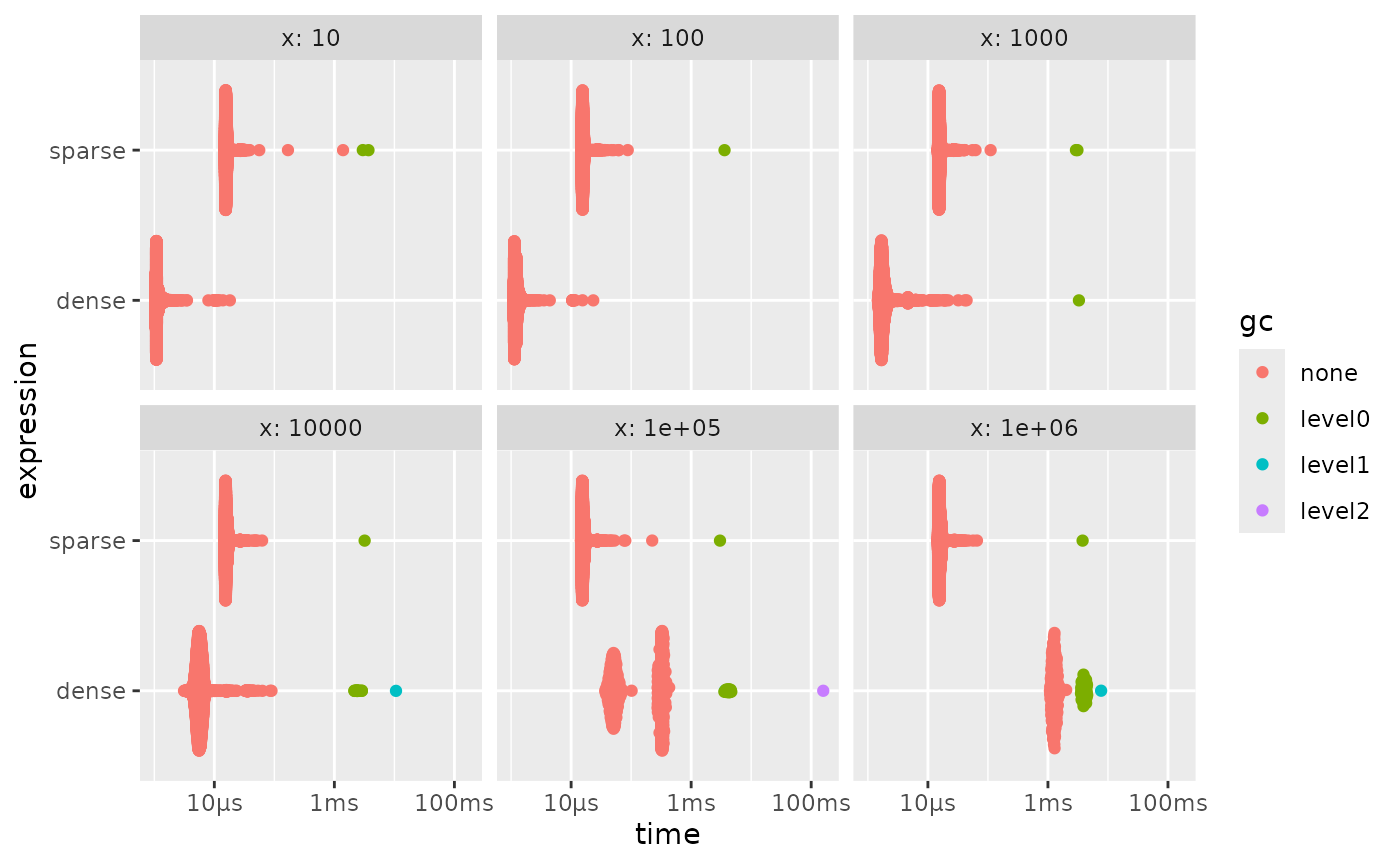 x: 10
x: 100
x: 1000
sparse
dense
x: 10000
x: 1e+05
x: 1e+06
sparse
dense
10µs
1ms
100ms
10µs
1ms
100ms
10µs
1ms
100ms
time
expression
gc
none
level0
level1
level2